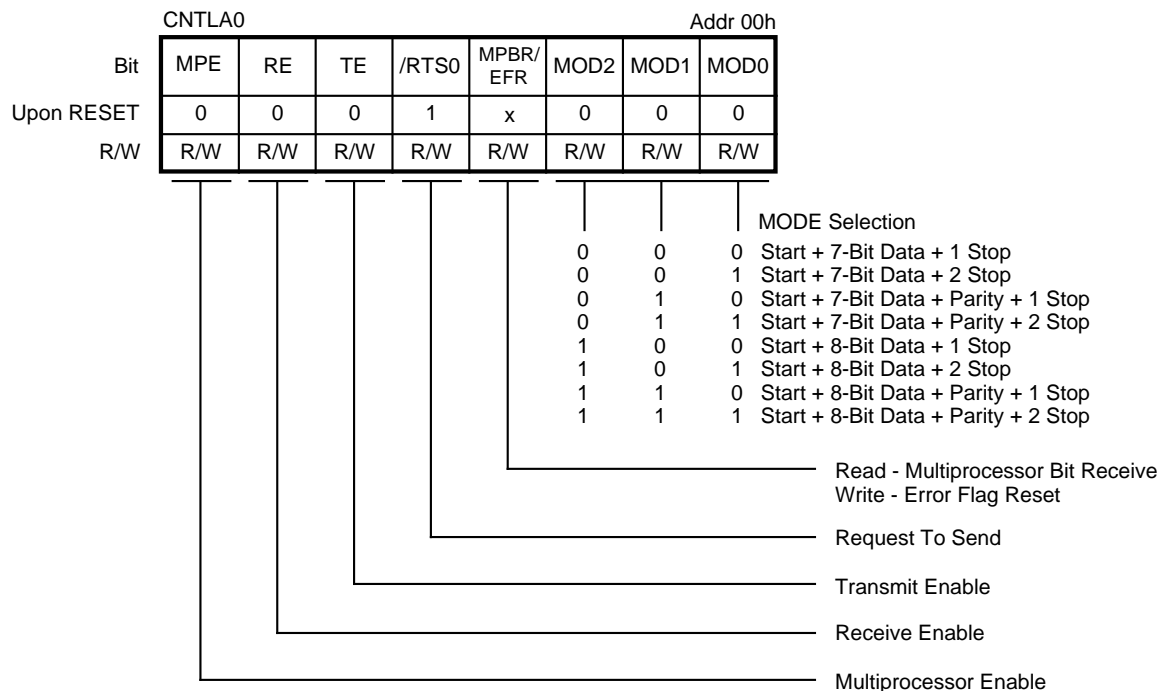 CNTLA0 Addr 00h
Bit MPE RE TE /RTS0 MPBR/ EFR MOD2 MOD1 MOD0
Upon RESET 0 0 0 1 x 0 0 0
R/W R/W R/W R/W R/W R/W R/W R/W R/W
MODE Selection
0 0 0 Start + 7-Bit Data + 1 Stop
0 0 1 Start + 7-Bit Data + 2 Stop
0 1 0 Start + 7-Bit Data + Parity + 1 Stop
0 1 1 Start + 7-Bit Data + Parity + 2 Stop
1 0 0 Start + 8-Bit Data + 1 Stop
1 0 1 Start + 8-Bit Data + 2 Stop
1 1 0 Start + 8-Bit Data + Parity + 1 Stop
1 1 1 Start + 8-Bit Data + Parity + 2 Stop
Read - Multiprocessor Bit Receive
Write - Error Flag Reset
Request To Send
Transmit Enable
Receive Enable
Multiprocessor Enable